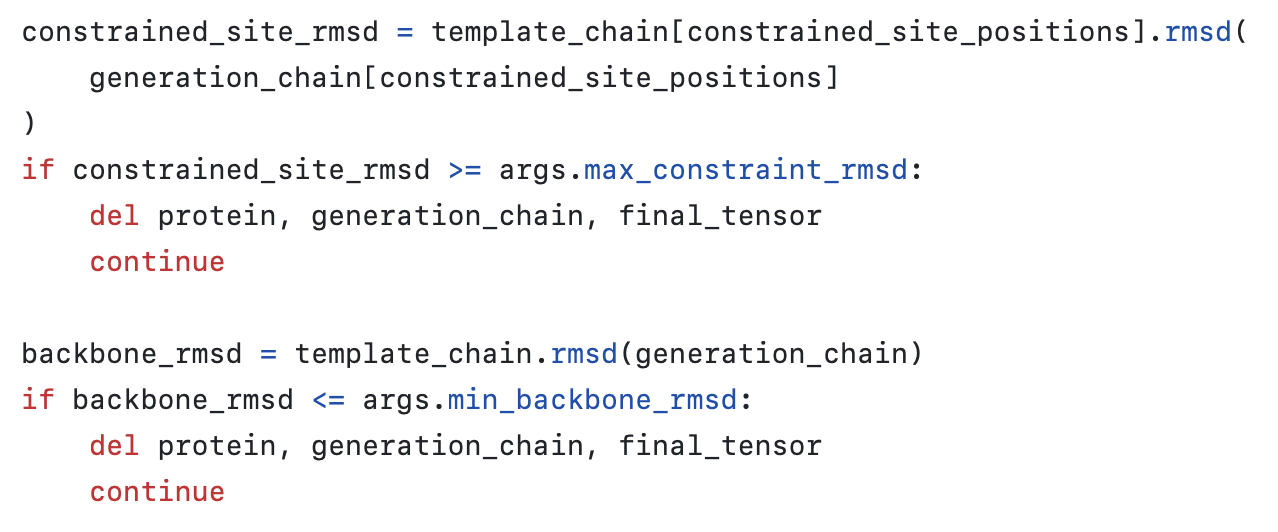 constrained_site_rmsd = template_chain[constrained_site_positions].rmsd(
    generation_chain[constrained_site_positions]
)
if constrained_site_rmsd >= args.max_constraint_rmsd:
    del protein, generation_chain, final_tensor
    continue

backbone_rmsd = template_chain.rmsd(generation_chain)
if backbone_rmsd <= args.min_backbone_rmsd:
    del protein, generation_chain, final_tensor
    continue